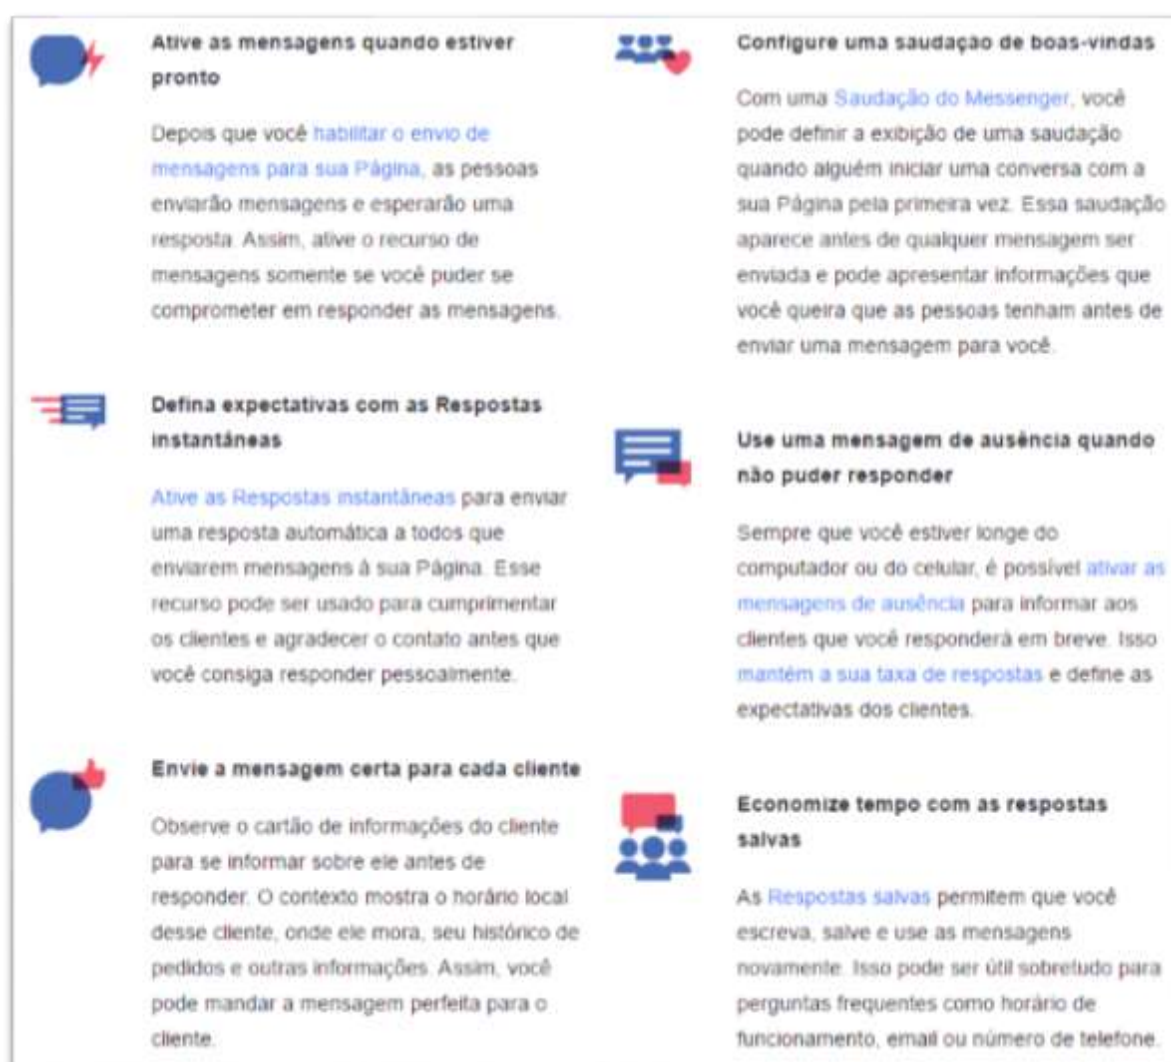 Ative as mensagens quando estiver
pronto
Depois que você habilitar o envio de
mensagens para sua Página, as pessoas
enviarão mensagens e esperarão uma
resposta. Assim, ative o recurso de
mensagens somente se você puder se
comprometer em responder as mensagens.
Defina expectativas com as Respostas
instantâneas
Ative as Respostas instantâneas para enviar
uma resposta automática a todos que
enviarem mensagens à sua Página. Esse
recurso pode ser usado para cumprimentar
os clientes e agradecer o contato antes que
você consiga responder pessoalmente.
Envie a mensagem certa para cada cliente
Observe o cartão de informações do cliente
para se informar sobre ele antes de
responder. O contexto mostra o horário local
desse cliente, onde ele mora, seu histórico de
pedidos e outras informações. Assim, você
pode mandar a mensagem perfeita para o
cliente.
Configure uma saudação de boas-vindas
Com uma Saudação do Messenger, você
pode definir a exibição de uma saudação
quando alguém iniciar uma conversa com a
sua Página pela primeira vez. Essa saudação
aparece antes de qualquer mensagem ser
enviada e pode apresentar informações que
você queira que as pessoas tenham antes de
enviar uma mensagem para você.
Use uma mensagem de ausência quando
não puder responder
Sempre que você estiver longe do
computador ou do celular, é possível ativar as
mensagens de ausência para informar aos
clientes que você responderá em breve. Isso
mantém a sua taxa de respostas e define as
expectativas dos clientes.
Economize tempo com as respostas
salvas
As Respostas salvas permitem que você
escreva, salve e use as mensagens
novamente. Isso pode ser útil sobretudo para
perguntas frequentes como horário de
funcionamento, email ou número de telefone.